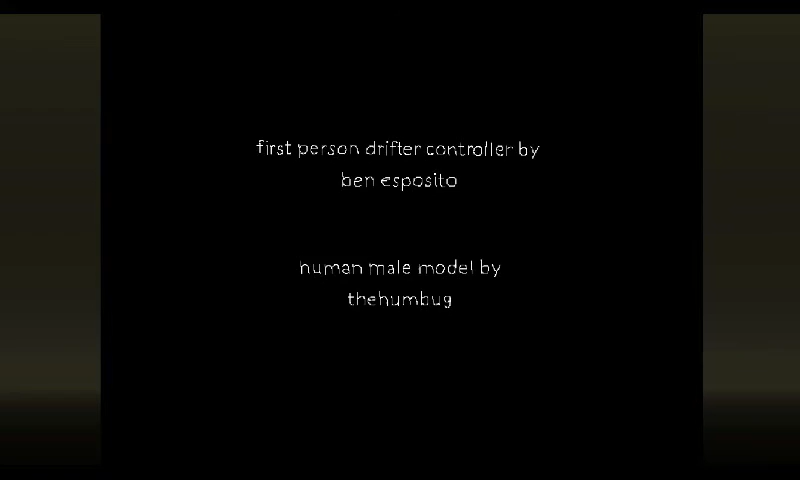 first person drifter controller by
ben esposito
human male model by
thehumbug